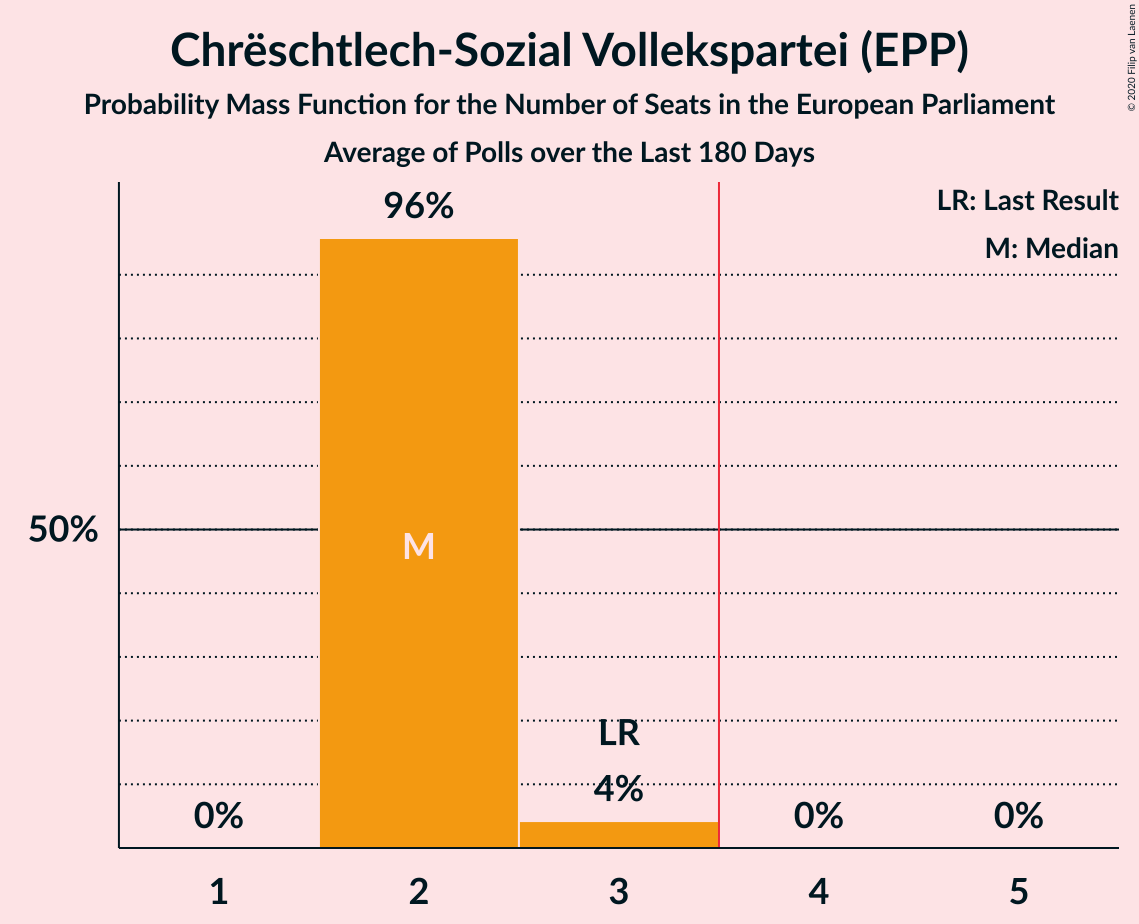 Chrëschtlech-Sozial Vollekspartei (EPP)
Probability Mass Function for the Number of Seats in the European Parliament
Average of Polls over the Last 180 Days
© 2020 Filip van Laenen
LR: Last Result
M: Median
96%
50%
M
LR
4%
0%
0%
0%
1
2
3
4
5